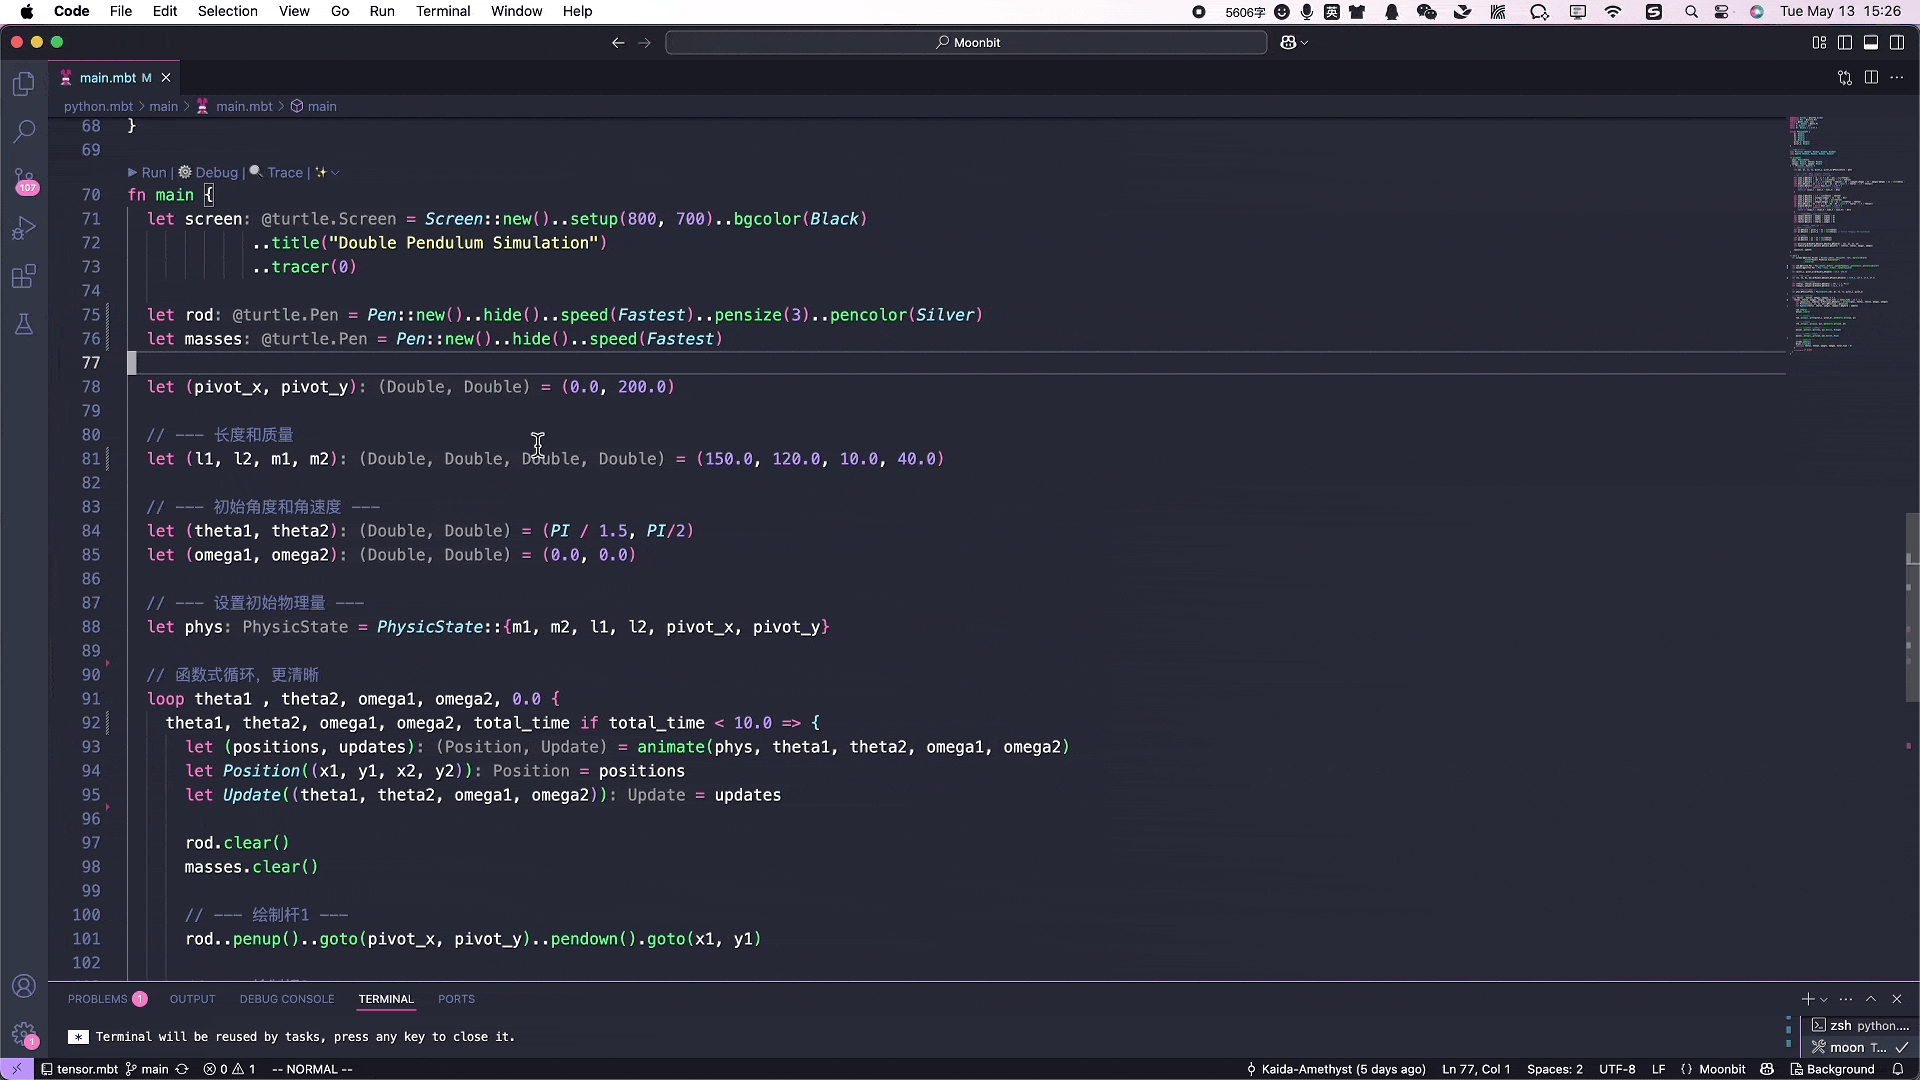 Code File Edit Selection View Go Run Terminal Window Help 5606字 英 Tue May 13 15:26
Moonbit
main.mbt M
python.mbt > main > main.mbt > main
68 }
69
Run | Debug | Trace |
70 fn main {
71 let screen: @turtle.Screen = Screen::new()..setup(800, 700)..bgcolor(Black)
72 ..title("Double Pendulum Simulation")
73 ..tracer(0)
74
75 let rod: @turtle.Pen = Pen::new()..hide()..speed(Fastest)..pensize(3)..pencolor(Silver)
76 let masses: @turtle.Pen = Pen::new()..hide()..speed(Fastest)
77
78 let (pivot_x, pivot_y): (Double, Double) = (0.0, 200.0)
79
80 // --- 长度和质量
81 let (l1, l2, m1, m2): (Double, Double, Double, Double) = (150.0, 120.0, 10.0, 40.0)
82
83 // --- 初始角度和角速度 ---
84 let (theta1, theta2): (Double, Double) = (PI / 1.5, PI/2)
85 let (omega1, omega2): (Double, Double) = (0.0, 0.0)
86
87 // --- 设置初始物理量 ---
88 let phys: PhysicState = PhysicState::{m1, m2, l1, l2, pivot_x, pivot_y}
89
90 // 函数式循环，更清晰
91 loop theta1 , theta2, omega1, omega2, 0.0 {
92 theta1, theta2, omega1, omega2, total_time if total_time < 10.0 => {
93 let (positions, updates): (Position, Update) = animate(phys, theta1, theta2, omega1, omega2)
94 let Position((x1, y1, x2, y2)): Position = positions
95 let Update((theta1, theta2, omega1, omega2)): Update = updates
96
97 rod.clear()
98 masses.clear()
99
100 // --- 绘制杆1 ---
101 rod..penup()..goto(pivot_x, pivot_y)..pendown().goto(x1, y1)
102
107
PROBLEMS 1 OUTPUT DEBUG CONSOLE TERMINAL PORTS
* Terminal will be reused by tasks, press any key to close it.
zsh python....
moon T...
1
tensor.mbt main 0 1 -- NORMAL -- Kaida-Amethyst (5 days ago) Ln 77, Col 1 Spaces: 2 UTF-8 LF {} Moonbit Background